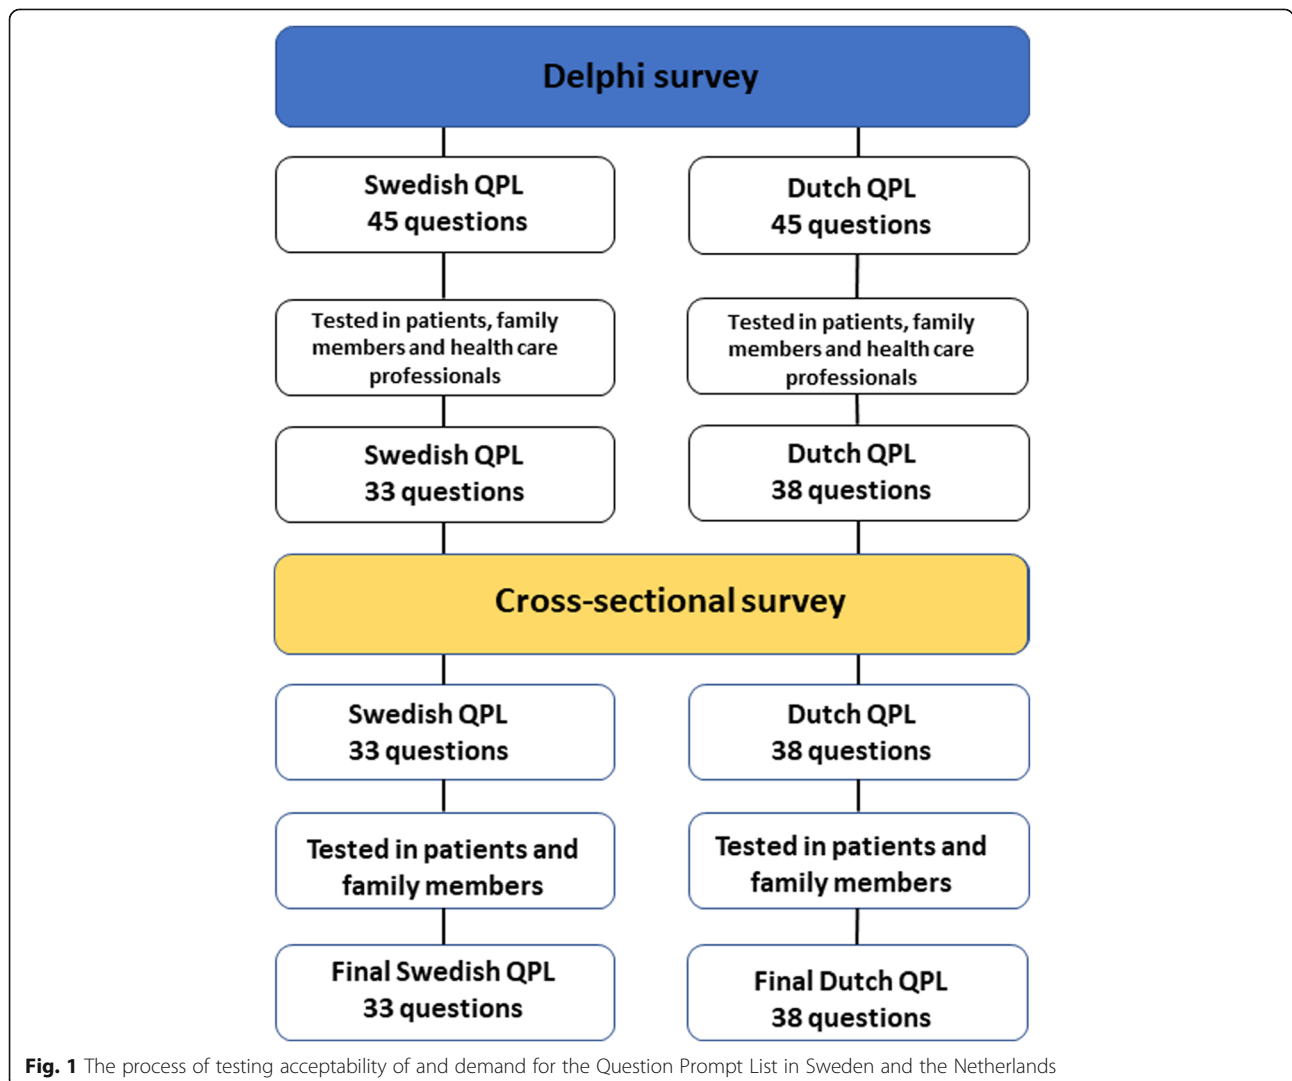 Delphi survey
Swedish QPL
45 questions
Dutch QPL
45 questions
Tested in patients, family
members and health care
professionals
Tested in patients, family
members and health care
professionals
Swedish QPL
33 questions
Dutch QPL
38 questions
Cross-sectional survey
Swedish QPL
33 questions
Dutch QPL
38 questions
Tested in patients and
family members
Tested in patients and
family members
Final Swedish QPL
33 questions
Final Dutch QPL
38 questions
Fig. 1 The process of testing acceptability of and demand for the Question Prompt List in Sweden and the Netherlands